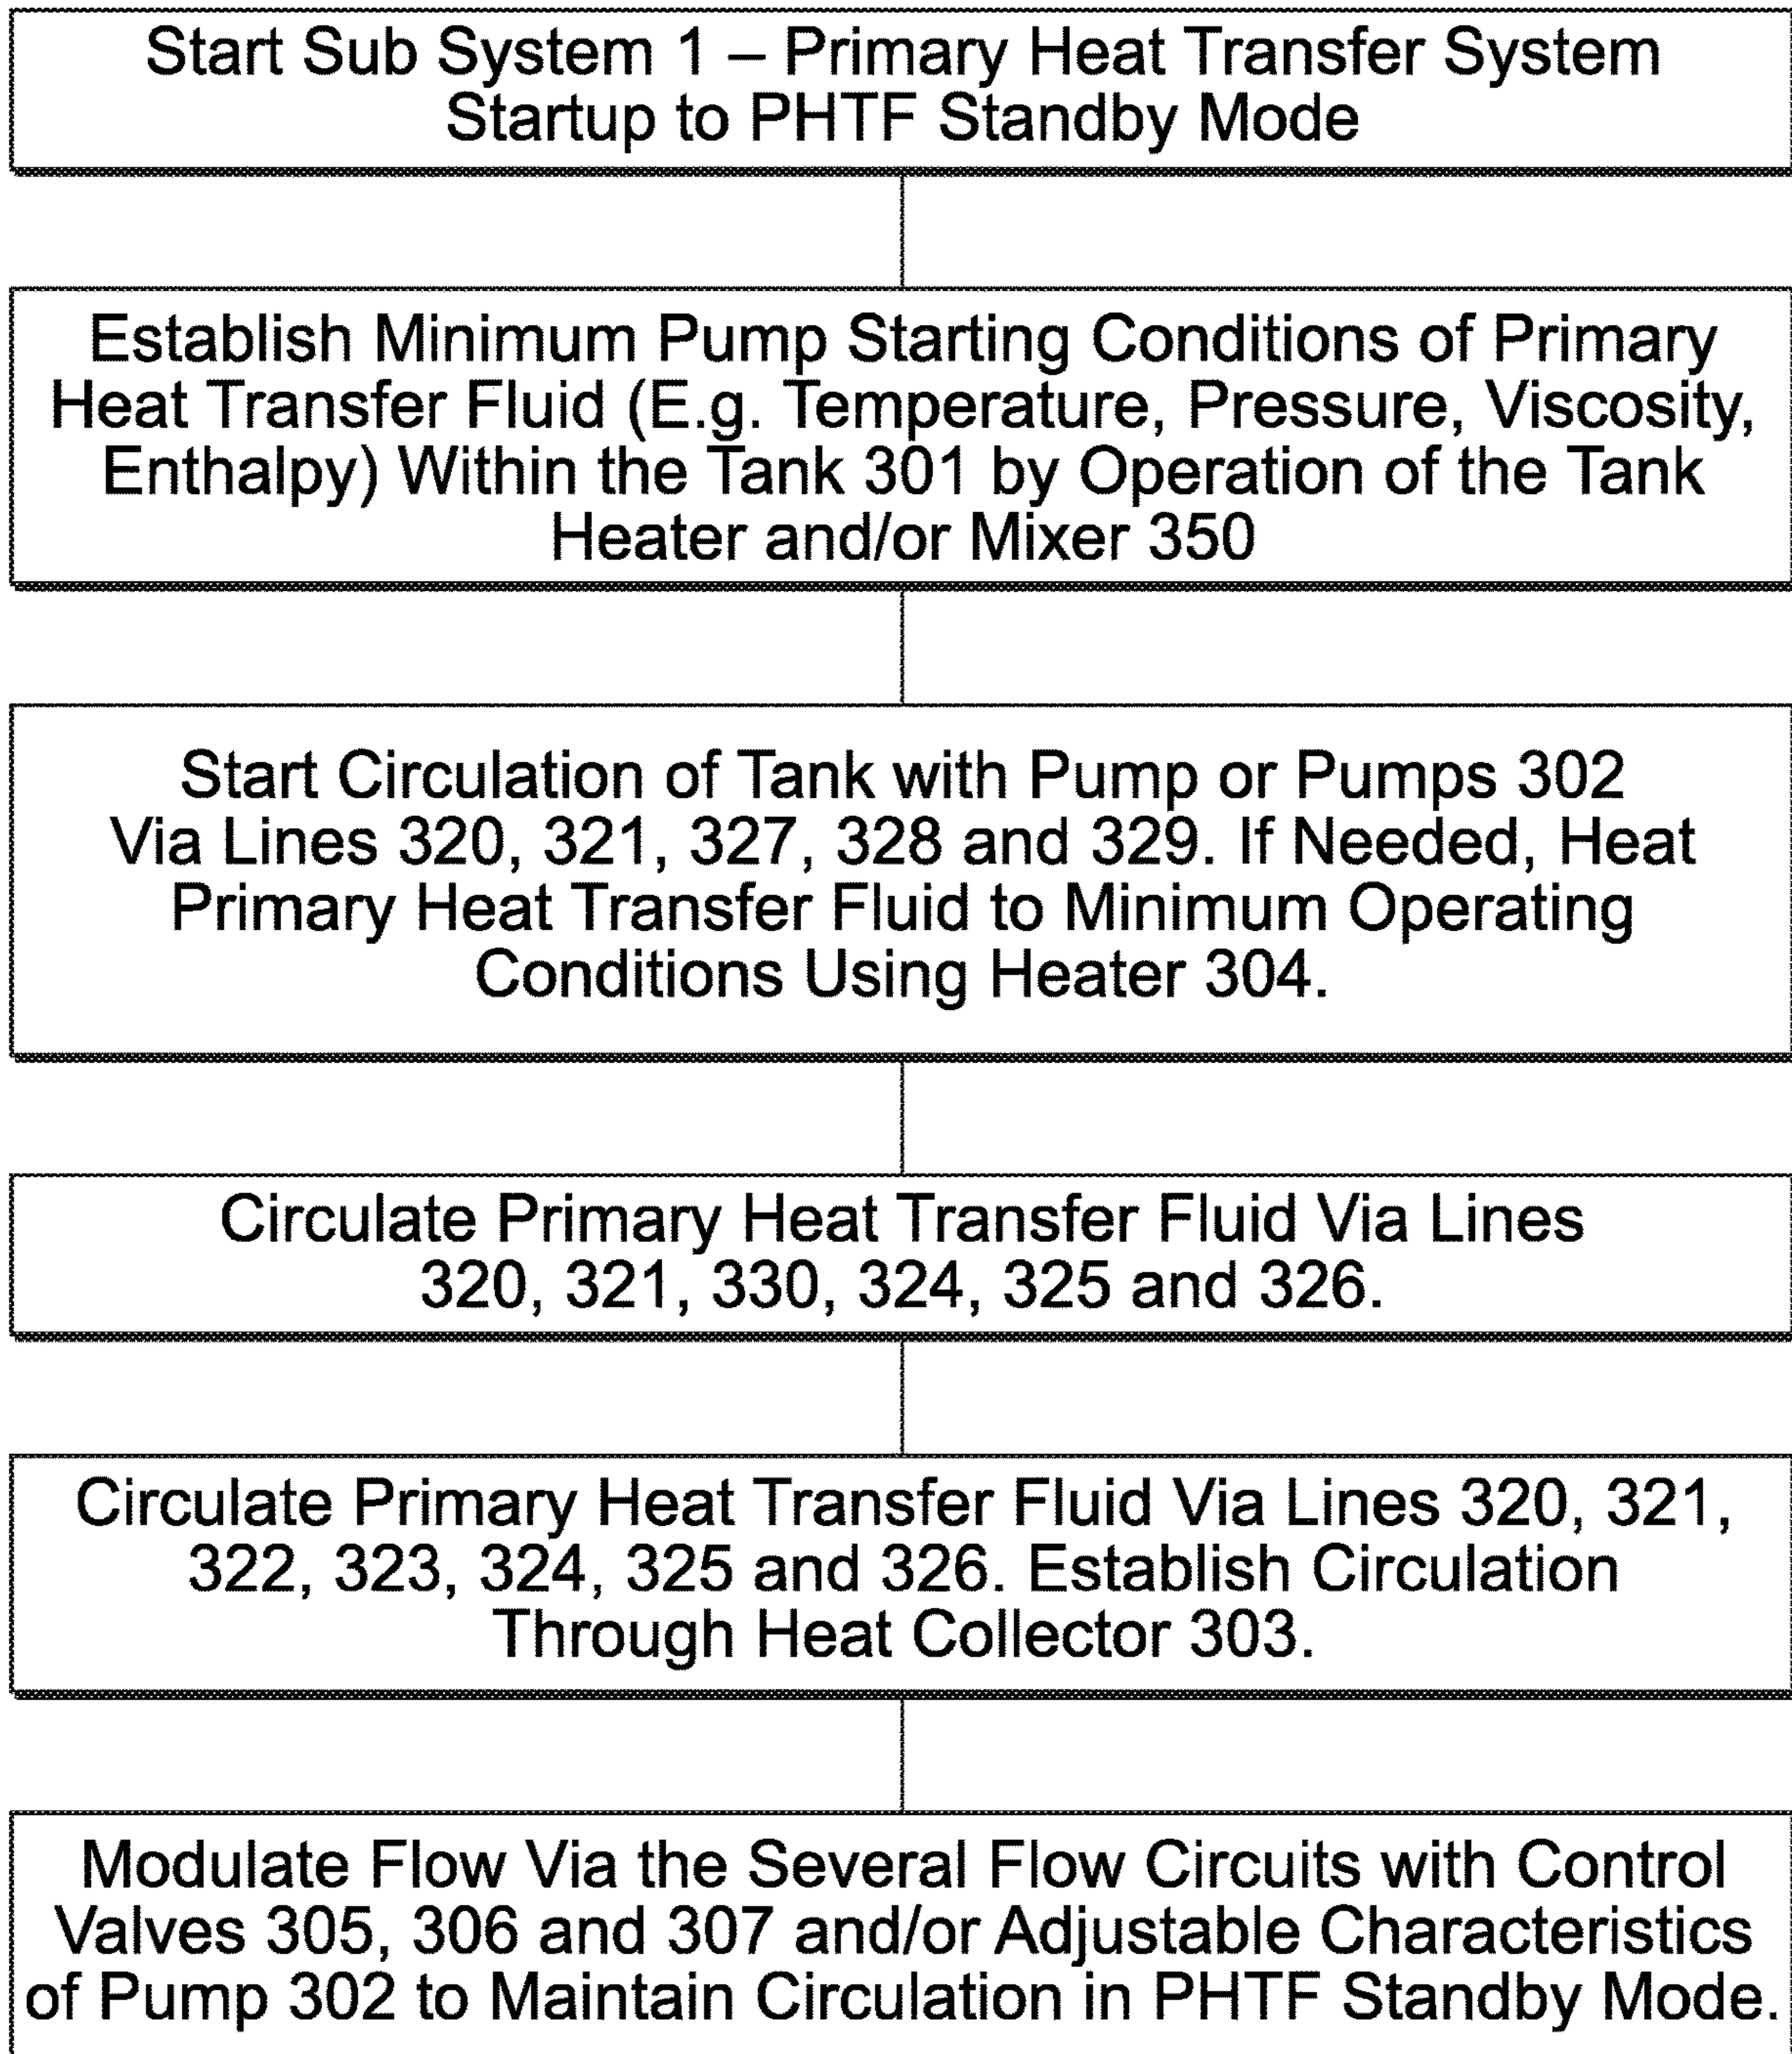 Start Sub System 1 – Primary Heat Transfer System
Startup to PHTF Standby Mode
Establish Minimum Pump Starting Conditions of Primary
Heat Transfer Fluid (E.g. Temperature, Pressure, Viscosity,
Enthalpy) Within the Tank 301 by Operation of the Tank
Heater and/or Mixer 350
Start Circulation of Tank with Pump or Pumps 302
Via Lines 320, 321, 327, 328 and 329. If Needed, Heat
Primary Heat Transfer Fluid to Minimum Operating
Conditions Using Heater 304.
Circulate Primary Heat Transfer Fluid Via Lines
320, 321, 330, 324, 325 and 326.
Circulate Primary Heat Transfer Fluid Via Lines 320, 321,
322, 323, 324, 325 and 326. Establish Circulation
Through Heat Collector 303.
Modulate Flow Via the Several Flow Circuits with Control
Valves 305, 306 and 307 and/or Adjustable Characteristics
of Pump 302 to Maintain Circulation in PHTF Standby Mode.